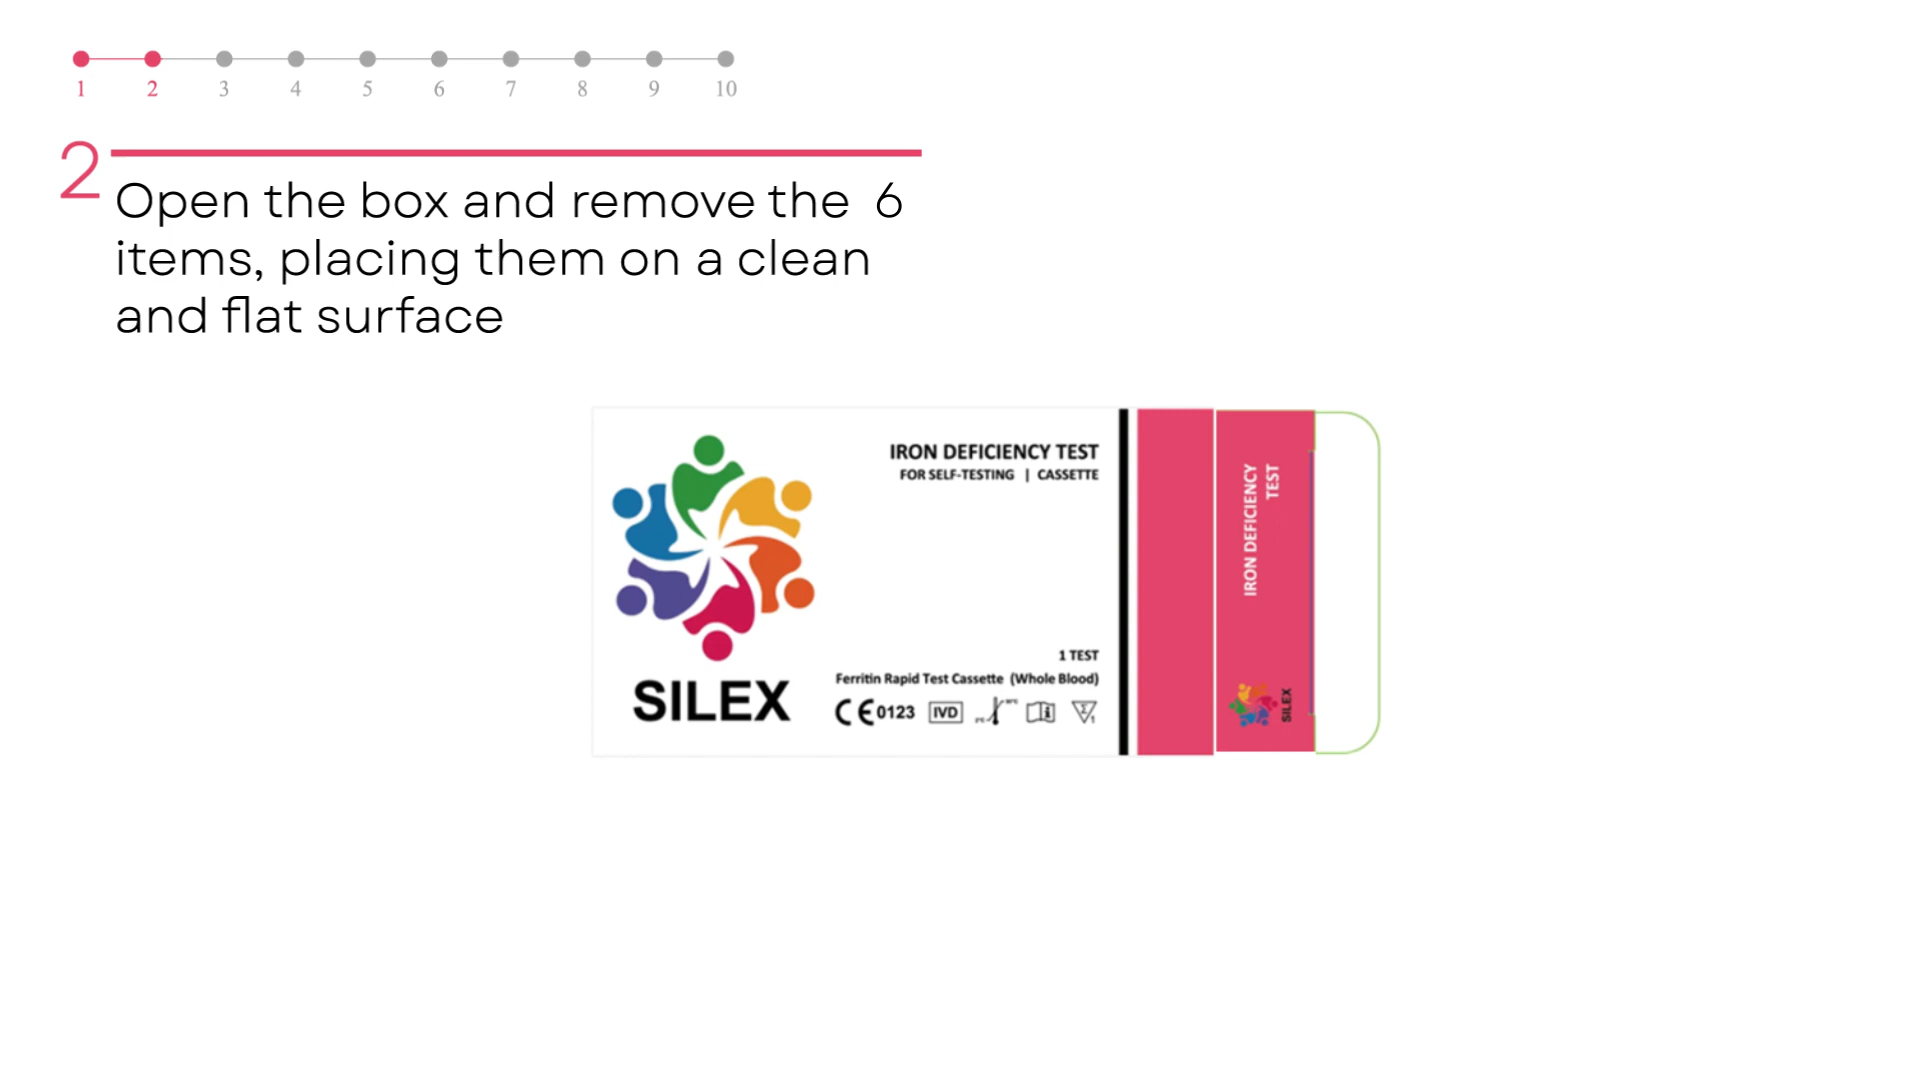 1 2 3 4 5 6 7 8 9 10
2
Open the box and remove the 6
items, placing them on a clean
and flat surface
IRON DEFICIENCY TEST
FOR SELF-TESTING | CASSETTE
1 TEST
Ferritin Rapid Test Cassette (Whole Blood)
CE 0123 IVD
SILEX
IRON DEFICIENCY
TEST
SILEX